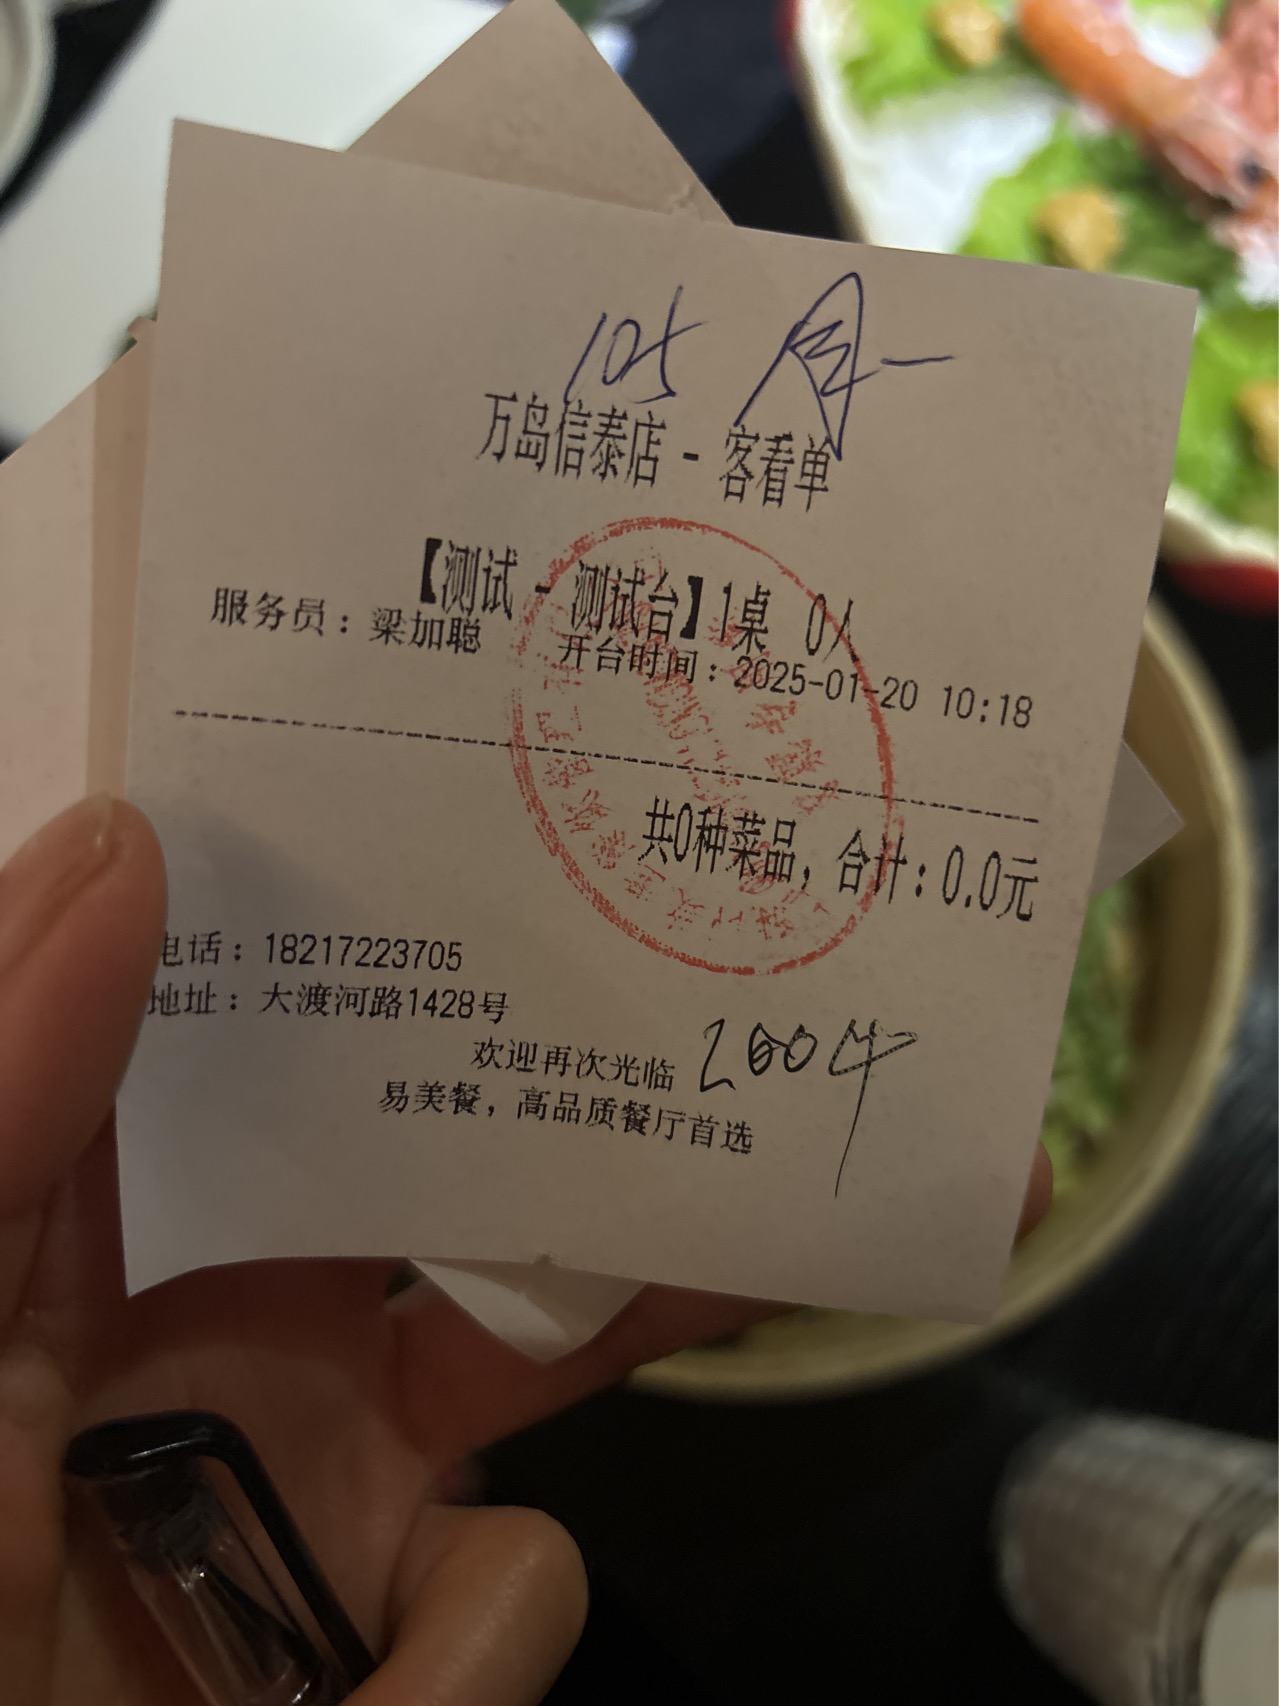 105
万岛信泰店 - 客看单
【测试 - 测试台】1桌 0人
服务员：梁加聪 开台时间：2025-01-20 10:18
共0种菜品，合计：0.0元
电话：18217223705
地址：大渡河路1428号
欢迎再次光临
易美餐，高品质餐厅首选